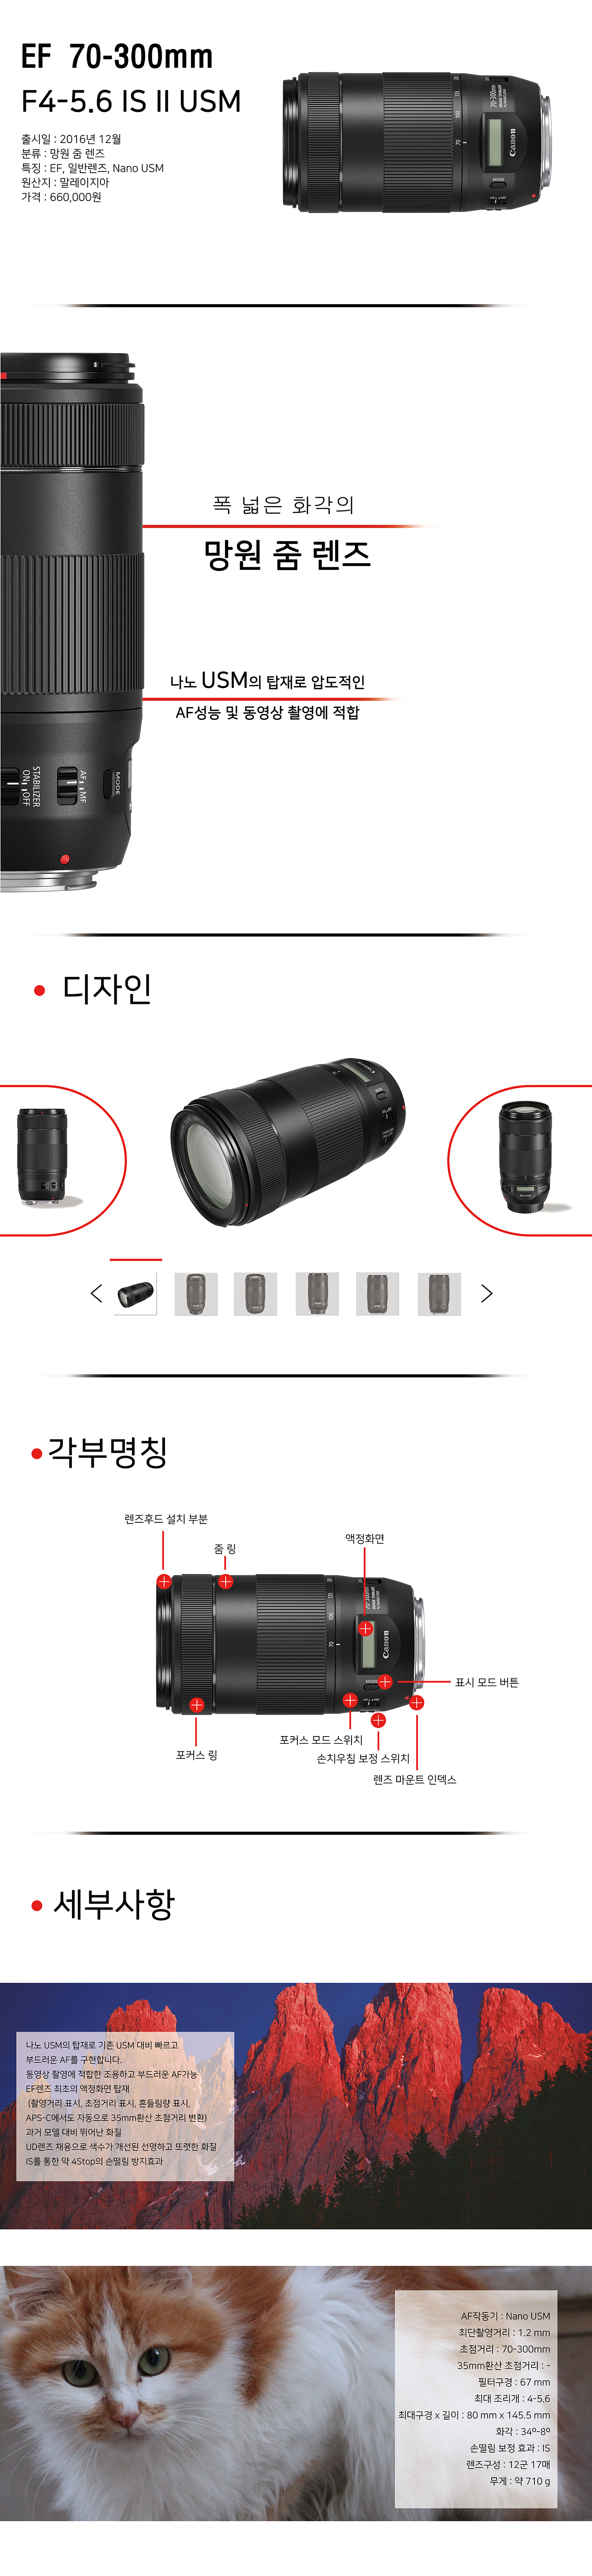 EF 70-300mm
F4-5.6 IS II USM
출시일 : 2016년 12월
분류 : 망원 줌 렌즈
특징 : EF, 일반렌즈, Nano USM
원산지 : 말레이지아
가격 : 660,000원
70-300mm
135
100
70
Canon
MODE
폭 넓은 화각의
망원 줌 렌즈
나노 USM의 탑재로 압도적인
AF성능 및 동영상 촬영에 적합
STABILIZER
ON OFF
AF MF
MODE
디자인
Canon
각부명칭
렌즈후드 설치 부분
줌 링
액정화면
135
100
70
Canon
MODE
표시 모드 버튼
포커스 모드 스위치
포커스 링
손치우침 보정 스위치
렌즈 마운트 인덱스
세부사항
나노 USM의 탑재로 기존 USM 대비 빠르고
부드러운 AF를 구현합니다.
동영상 촬영에 적합한 조용하고 부드러운 AF가능
EF렌즈 최초의 액정화면 탑재
(촬영거리 표시, 초점거리 표시, 흔들림량 표시,
APS-C에서도 자동으로 35mm환산 초첨거리 변환)
과거 모델 대비 뛰어난 화질
UD렌즈 채용으로 색수가 개선된 선명하고 또렷한 화질
IS를 통한 약 4Stop의 손떨림 방지효과
AF작동기 : Nano USM
최단촬영거리 : 1.2 mm
초점거리 : 70-300mm
35mm환산 초점거리 : -
필터구경 : 67 mm
최대 조리개 : 4-5.6
최대구경 x 길이 : 80 mm x 145.5 mm
화각 : 34º-8º
손떨림 보정 효과 : IS
렌즈구성 : 12군 17매
무게 : 약 710 g